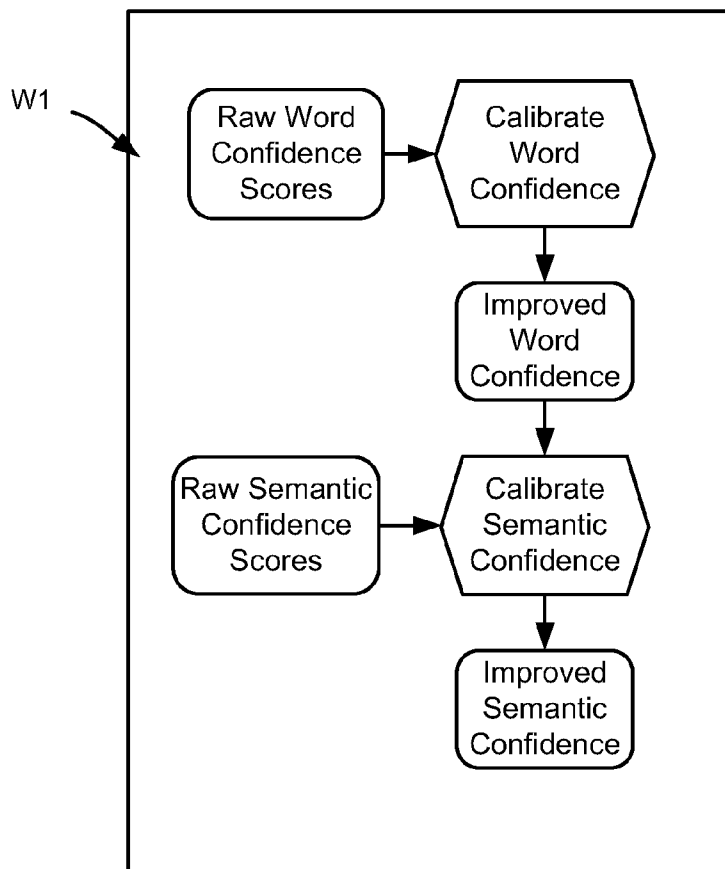 W1
Raw Word
Confidence
Scores
Calibrate
Word
Confidence
Improved
Word
Confidence
Raw Semantic
Confidence
Scores
Calibrate
Semantic
Confidence
Improved
Semantic
Confidence